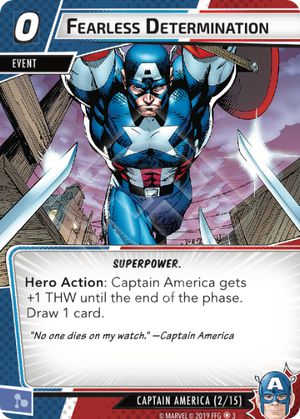 0
FEARLESS DETERMINATION
EVENT
SUPERPOWER.
Hero Action: Captain America gets
+1 THW until the end of the phase.
Draw 1 card.
"No one dies on my watch." —Captain America
A
CAPTAIN AMERICA (2/15)
© MARVEL © 2019 FFG 3